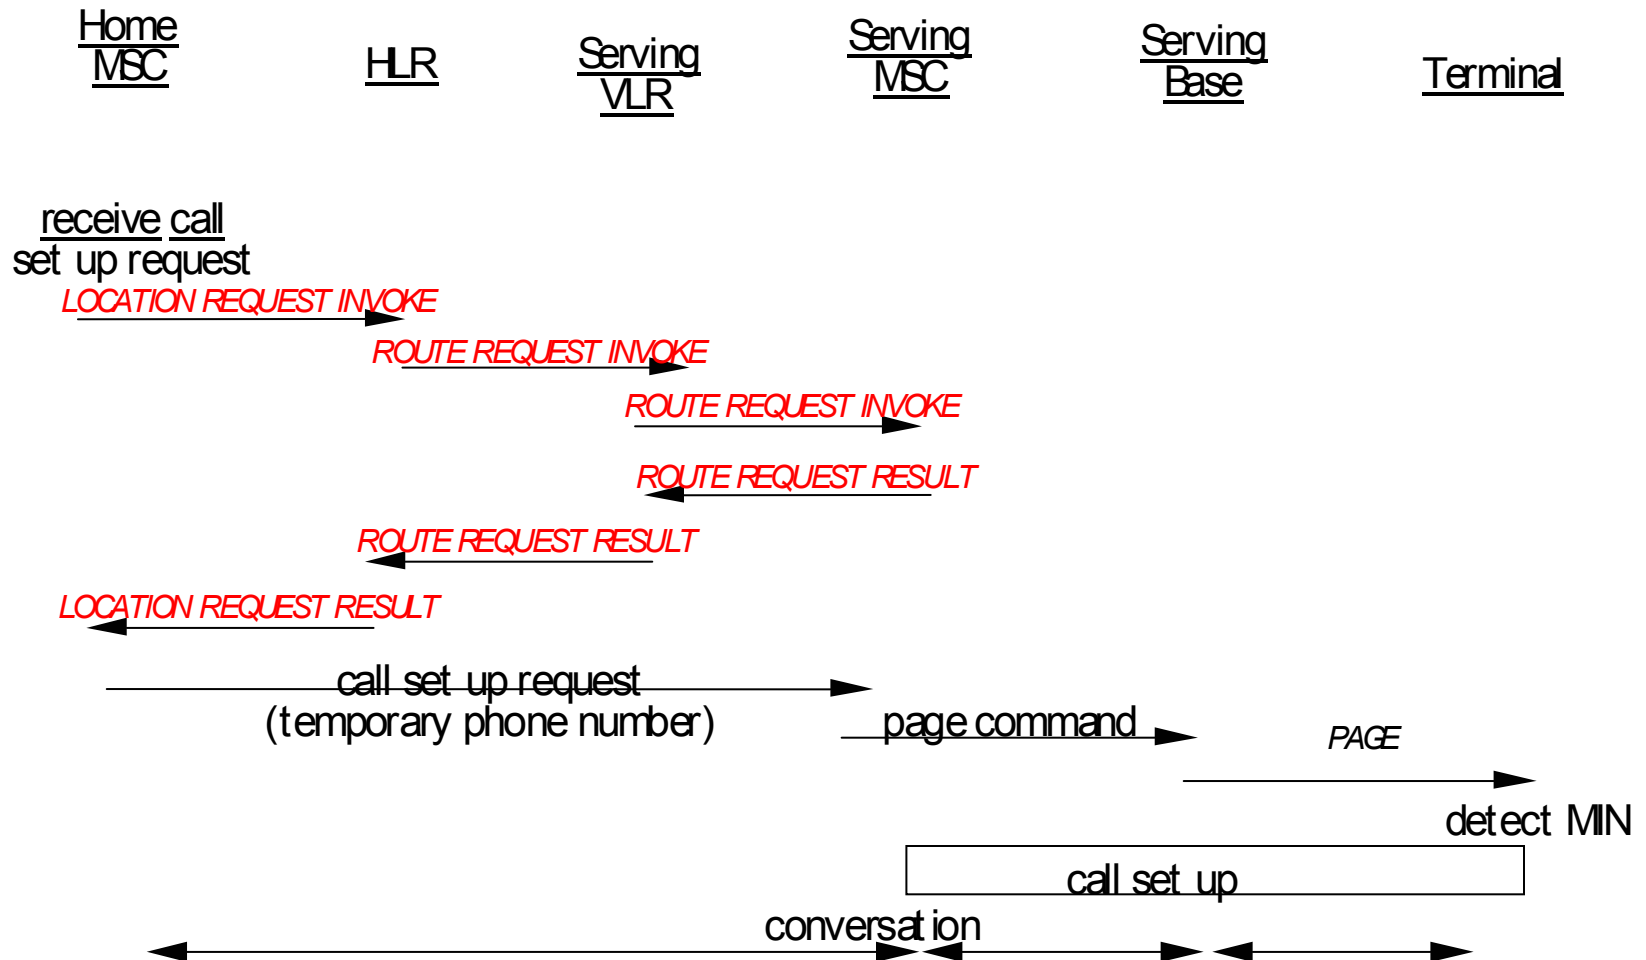 Home
MSC
HLR
Serving
VLR
Serving
MSC
Serving
Base
Terminal
receive call
set up request
LOCATION REQUEST INVOKE
ROUTE REQUEST INVOKE
ROUTE REQUEST INVOKE
ROUTE REQUEST RESULT
ROUTE REQUEST RESULT
LOCATION REQUEST RESULT
call set up request
(temporary phone number)
page command
PAGE
detect MIN
call set up
conversation